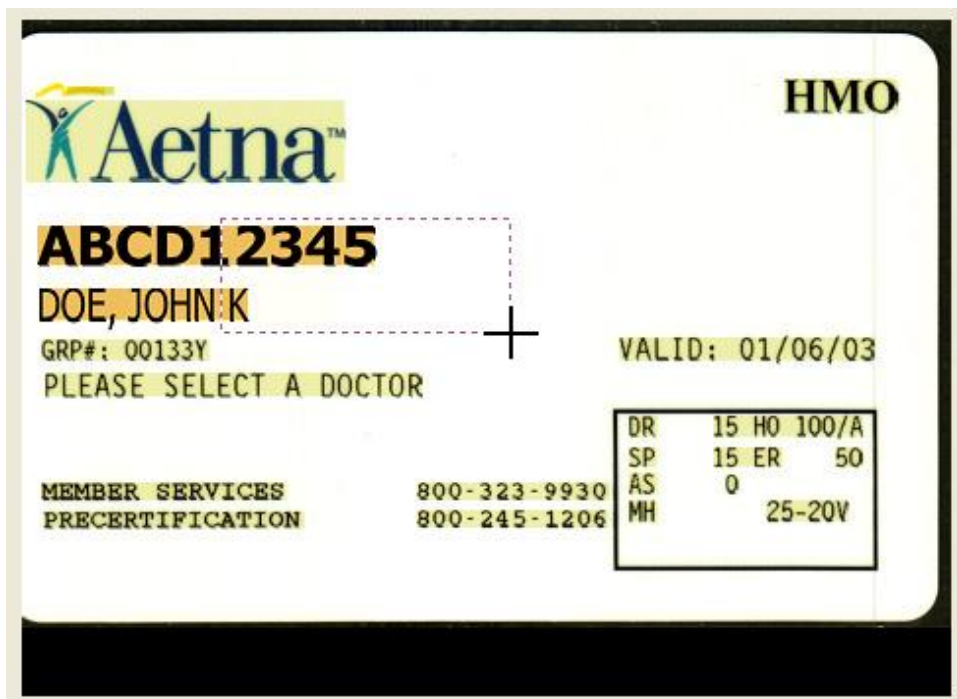 HMO
Aetna™
ABCD12345
DOE, JOHN K
GRP#: 00133Y
VALID: 01/06/03
PLEASE SELECT A DOCTOR
DR 15 HO 100/A
SP 15 ER 50
AS 0
MH 25-20V
MEMBER SERVICES 800-323-9930
PRECERTIFICATION 800-245-1206